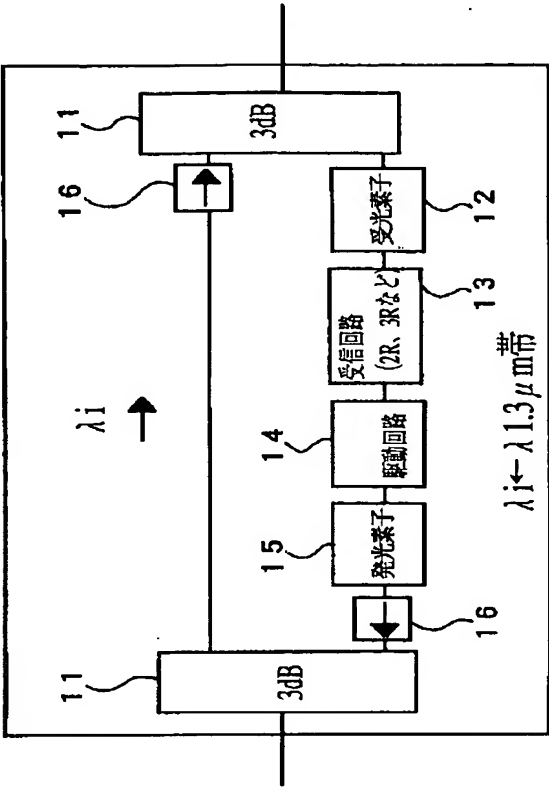 11
λi
16
11
3dB
3dB
15
14
発光素子
駆動回路
受信回路
(2R、3Rなど)
受光素子
16
13
12
λi←λ1.3μm帯